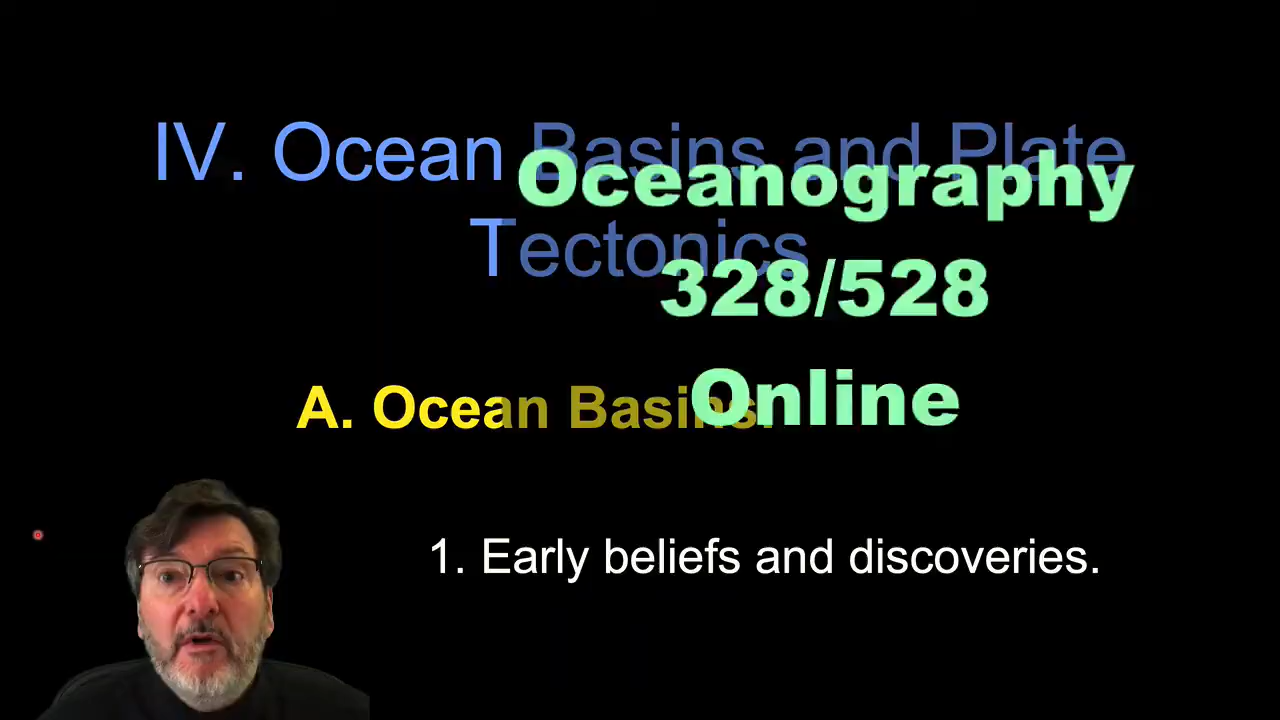 IV. Ocean Basins and Plate
Tectonics
Oceanography
328/528
Online
A. Ocean Basins.
1. Early beliefs and discoveries.